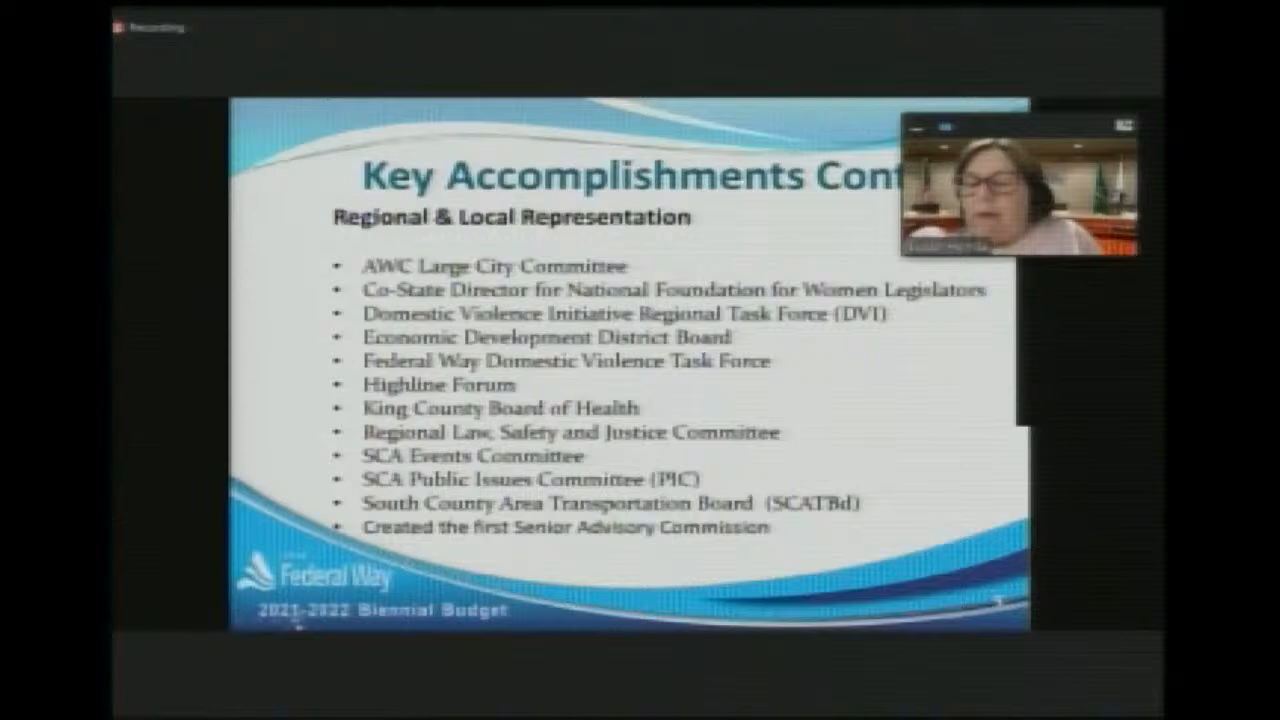 Recording
Key Accomplishments Cont
Regional & Local Representation
• AWC Large City Committee
• Co-State Director for National Foundation for Women Legislators
• Domestic Violence Initiative Regional Task Force (DVI)
• Economic Development District Board
• Federal Way Domestic Violence Task Force
• Highline Forum
• King County Board of Health
• Regional Law, Safety and Justice Committee
• SCA Events Committee
• SCA Public Issues Committee (PIC)
• South County Area Transportation Board (SCATBd)
• Created the first Senior Advisory Commission
Federal Way
2021-2022 Biennial Budget